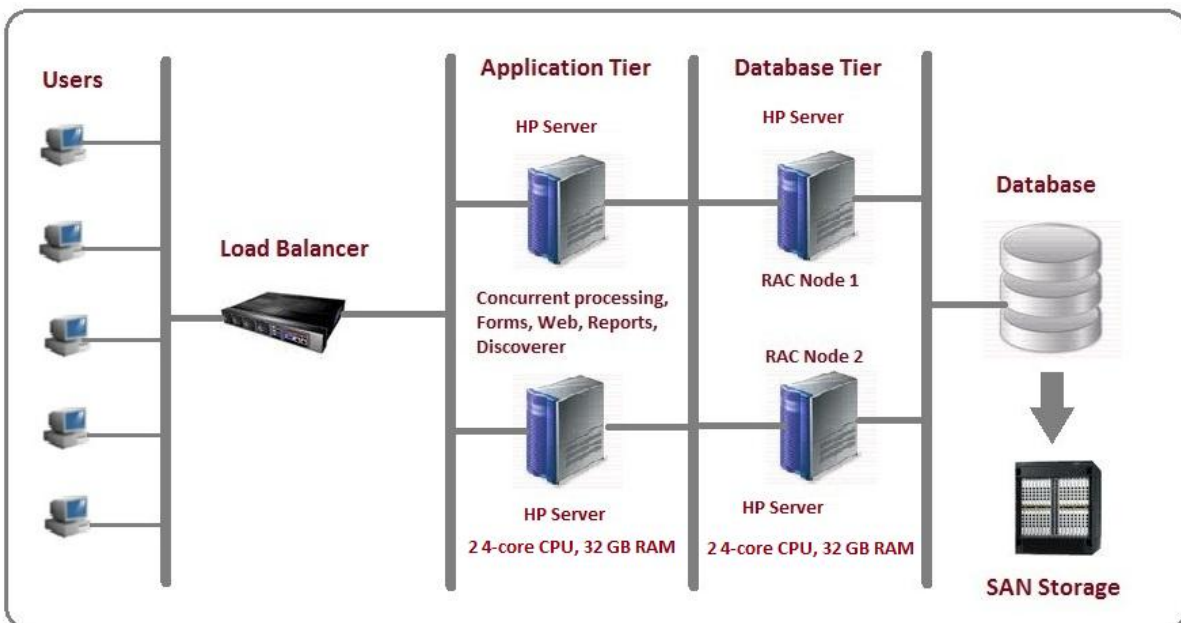 Users
Load Balancer
Application Tier
HP Server
Concurrent processing,
Forms, Web, Reports,
Discoverer
HP Server
2 4-core CPU, 32 GB RAM
Database Tier
HP Server
RAC Node 1
RAC Node 2
HP Server
2 4-core CPU, 32 GB RAM
Database
SAN Storage